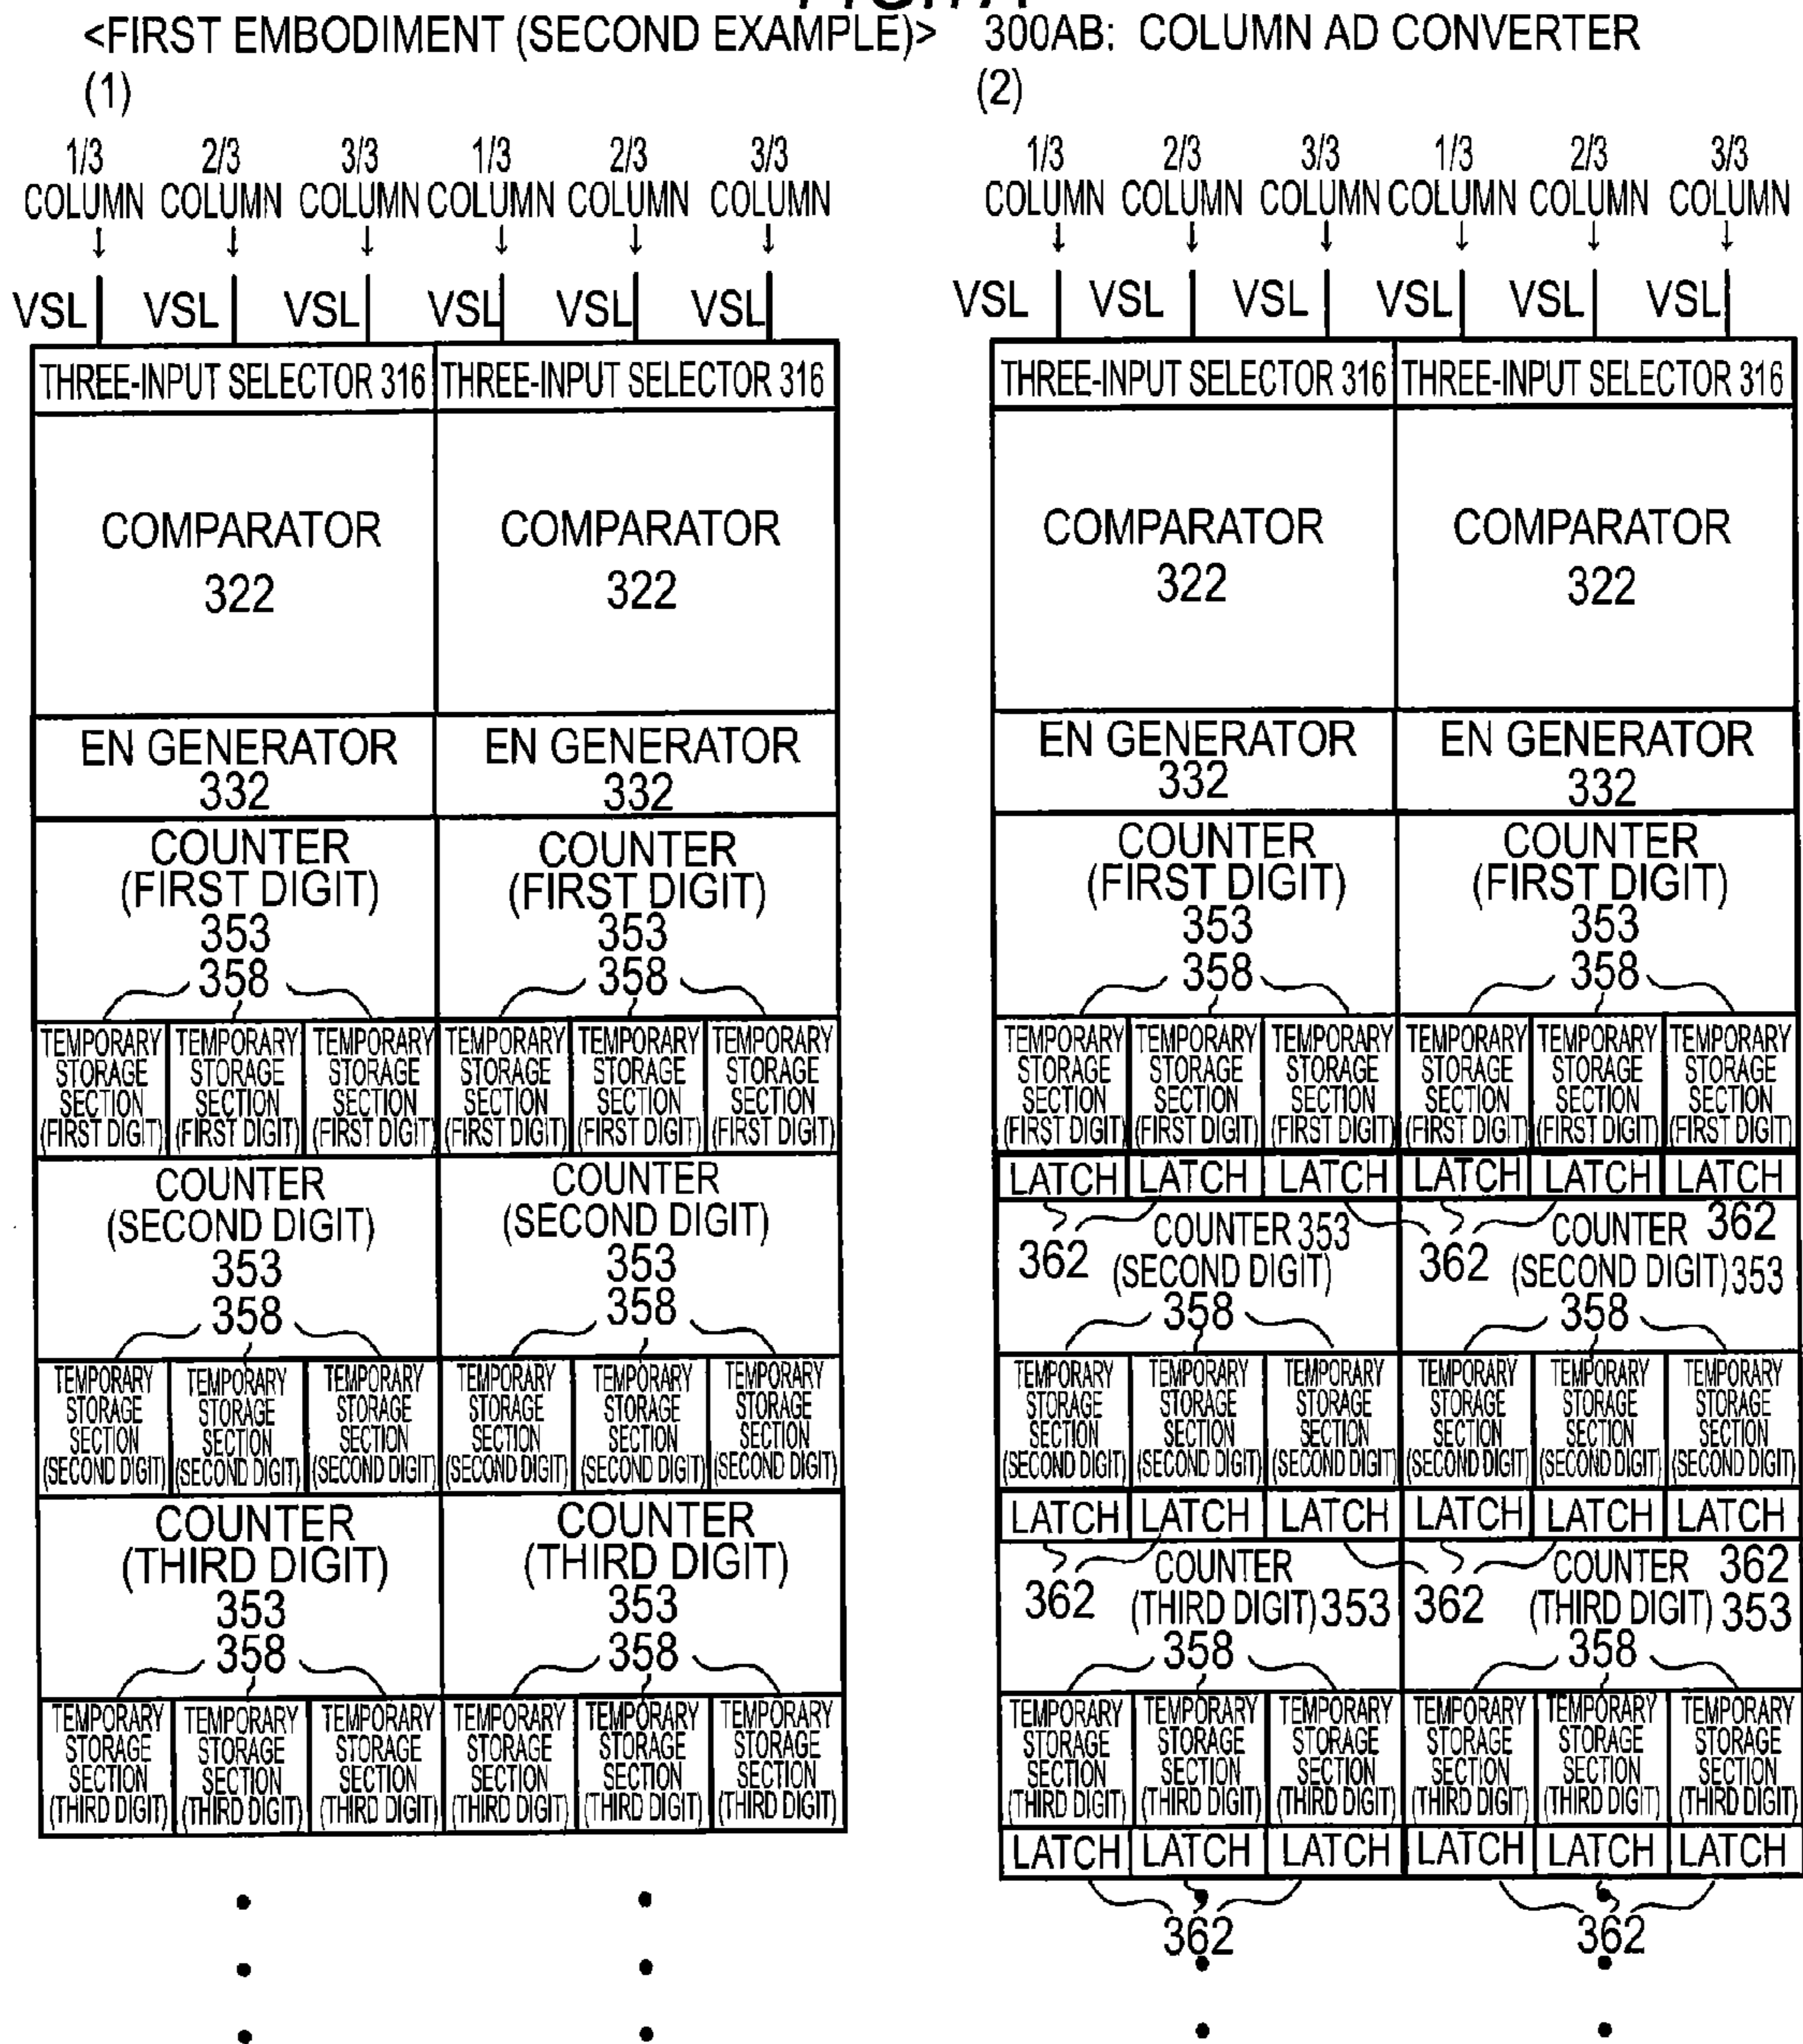 <FIRST EMBODIMENT (SECOND EXAMPLE)> 300AB: COLUMN AD CONVERTER
(1)
1/3 2/3 3/3 1/3 2/3 3/3
COLUMN COLUMN COLUMN COLUMN COLUMN COLUMN
VSL VSL VSL VSL VSL VSL
THREE-INPUT SELECTOR 316 THREE-INPUT SELECTOR 316
COMPARATOR COMPARATOR
322 322
EN GENERATOR EN GENERATOR
332 332
COUNTER COUNTER
(FIRST DIGIT) (FIRST DIGIT)
353 353
358 358
TEMPORARY TEMPORARY TEMPORARY TEMPORARY TEMPORARY TEMPORARY
STORAGE STORAGE STORAGE STORAGE STORAGE STORAGE
SECTION SECTION SECTION SECTION SECTION SECTION
(FIRST DIGIT) (FIRST DIGIT) (FIRST DIGIT) (FIRST DIGIT) (FIRST DIGIT) (FIRST DIGIT)
COUNTER COUNTER
(SECOND DIGIT) (SECOND DIGIT)
353 353
358 358
TEMPORARY TEMPORARY TEMPORARY TEMPORARY TEMPORARY TEMPORARY
STORAGE STORAGE STORAGE STORAGE STORAGE STORAGE
SECTION SECTION SECTION SECTION SECTION SECTION
(SECOND DIGIT) (SECOND DIGIT) (SECOND DIGIT) (SECOND DIGIT) (SECOND DIGIT) (SECOND DIGIT)
COUNTER COUNTER
(THIRD DIGIT) (THIRD DIGIT)
353 353
358 358
TEMPORARY TEMPORARY TEMPORARY TEMPORARY TEMPORARY TEMPORARY
STORAGE STORAGE STORAGE STORAGE STORAGE STORAGE
SECTION SECTION SECTION SECTION SECTION SECTION
(THIRD DIGIT) (THIRD DIGIT) (THIRD DIGIT) (THIRD DIGIT) (THIRD DIGIT) (THIRD DIGIT)
(2)
1/3 2/3 3/3 1/3 2/3 3/3
COLUMN COLUMN COLUMN COLUMN COLUMN COLUMN
VSL VSL VSL VSL VSL VSL
THREE-INPUT SELECTOR 316 THREE-INPUT SELECTOR 316
COMPARATOR COMPARATOR
322 322
EN GENERATOR EN GENERATOR
332 332
COUNTER COUNTER
(FIRST DIGIT) (FIRST DIGIT)
353 353
358 358
TEMPORARY TEMPORARY TEMPORARY TEMPORARY TEMPORARY TEMPORARY
STORAGE STORAGE STORAGE STORAGE STORAGE STORAGE
SECTION SECTION SECTION SECTION SECTION SECTION
(FIRST DIGIT) (FIRST DIGIT) (FIRST DIGIT) (FIRST DIGIT) (FIRST DIGIT) (FIRST DIGIT)
LATCH LATCH LATCH LATCH LATCH LATCH
COUNTER 353 COUNTER 362
362 (SECOND DIGIT) 362 (SECOND DIGIT) 353
358 358
TEMPORARY TEMPORARY TEMPORARY TEMPORARY TEMPORARY TEMPORARY
STORAGE STORAGE STORAGE STORAGE STORAGE STORAGE
SECTION SECTION SECTION SECTION SECTION SECTION
(SECOND DIGIT) (SECOND DIGIT) (SECOND DIGIT) (SECOND DIGIT) (SECOND DIGIT) (SECOND DIGIT)
LATCH LATCH LATCH LATCH LATCH LATCH
COUNTER COUNTER 362
362 (THIRD DIGIT) 353 362 (THIRD DIGIT) 353
358 358
TEMPORARY TEMPORARY TEMPORARY TEMPORARY TEMPORARY TEMPORARY
STORAGE STORAGE STORAGE STORAGE STORAGE STORAGE
SECTION SECTION SECTION SECTION SECTION SECTION
(THIRD DIGIT) (THIRD DIGIT) (THIRD DIGIT) (THIRD DIGIT) (THIRD DIGIT) (THIRD DIGIT)
LATCH LATCH LATCH LATCH LATCH LATCH
362 362